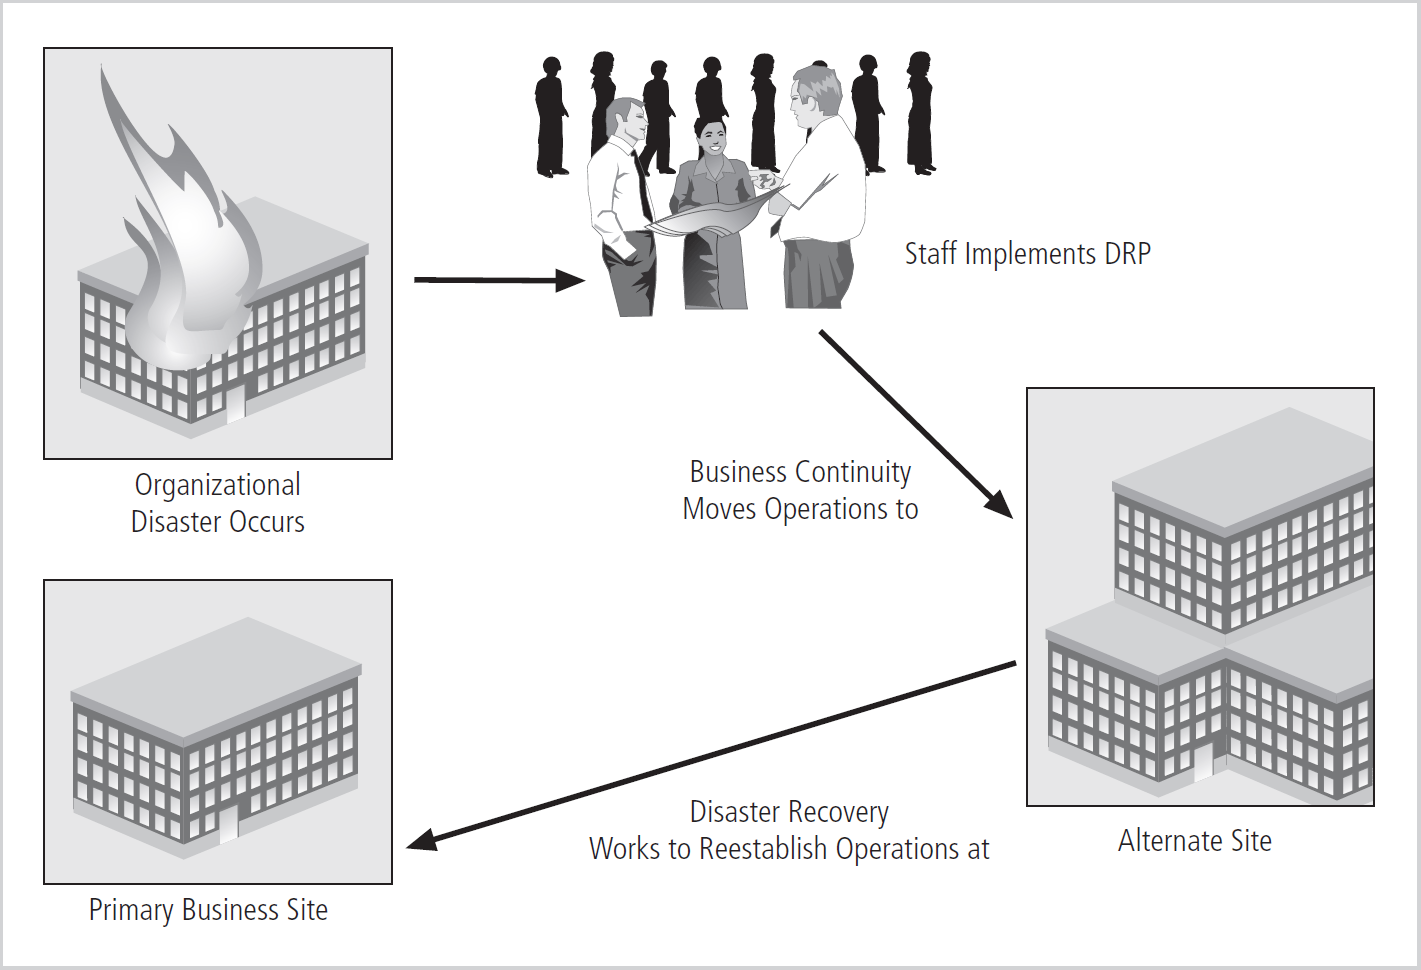 Staff Implements DRP
Organizational
Disaster Occurs
Business Continuity
Moves Operations to
Alternate Site
Disaster Recovery
Works to Reestablish Operations at
Primary Business Site